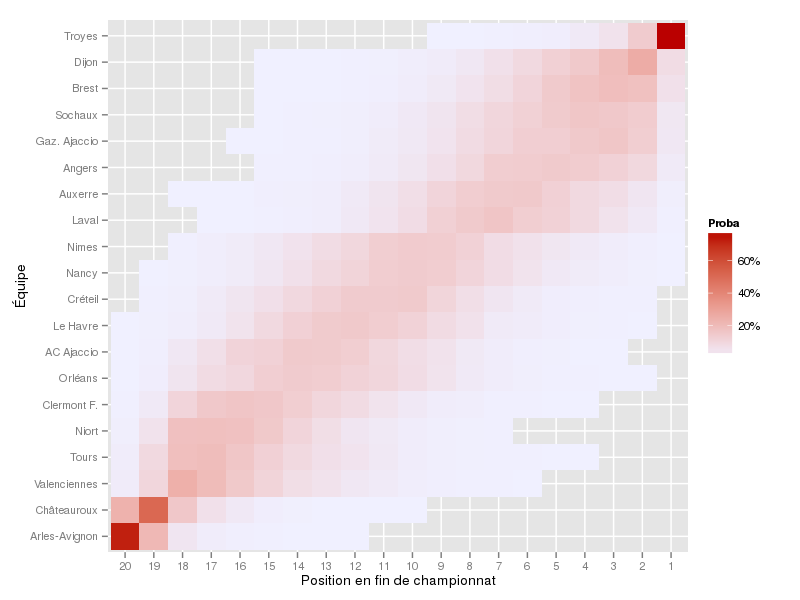 Troyes
Dijon
Brest
Sochaux
Gaz. Ajaccio
Angers
Auxerre
Laval
Nimes
Nancy
Créteil
Le Havre
AC Ajaccio
Orléans
Clermont F.
Niort
Tours
Valenciennes
Châteauroux
Arles-Avignon
Équipe
20 19 18 17 16 15 14 13 12 11 10 9 8 7 6 5 4 3 2 1
Position en fin de championnat
Proba
60%
40%
20%